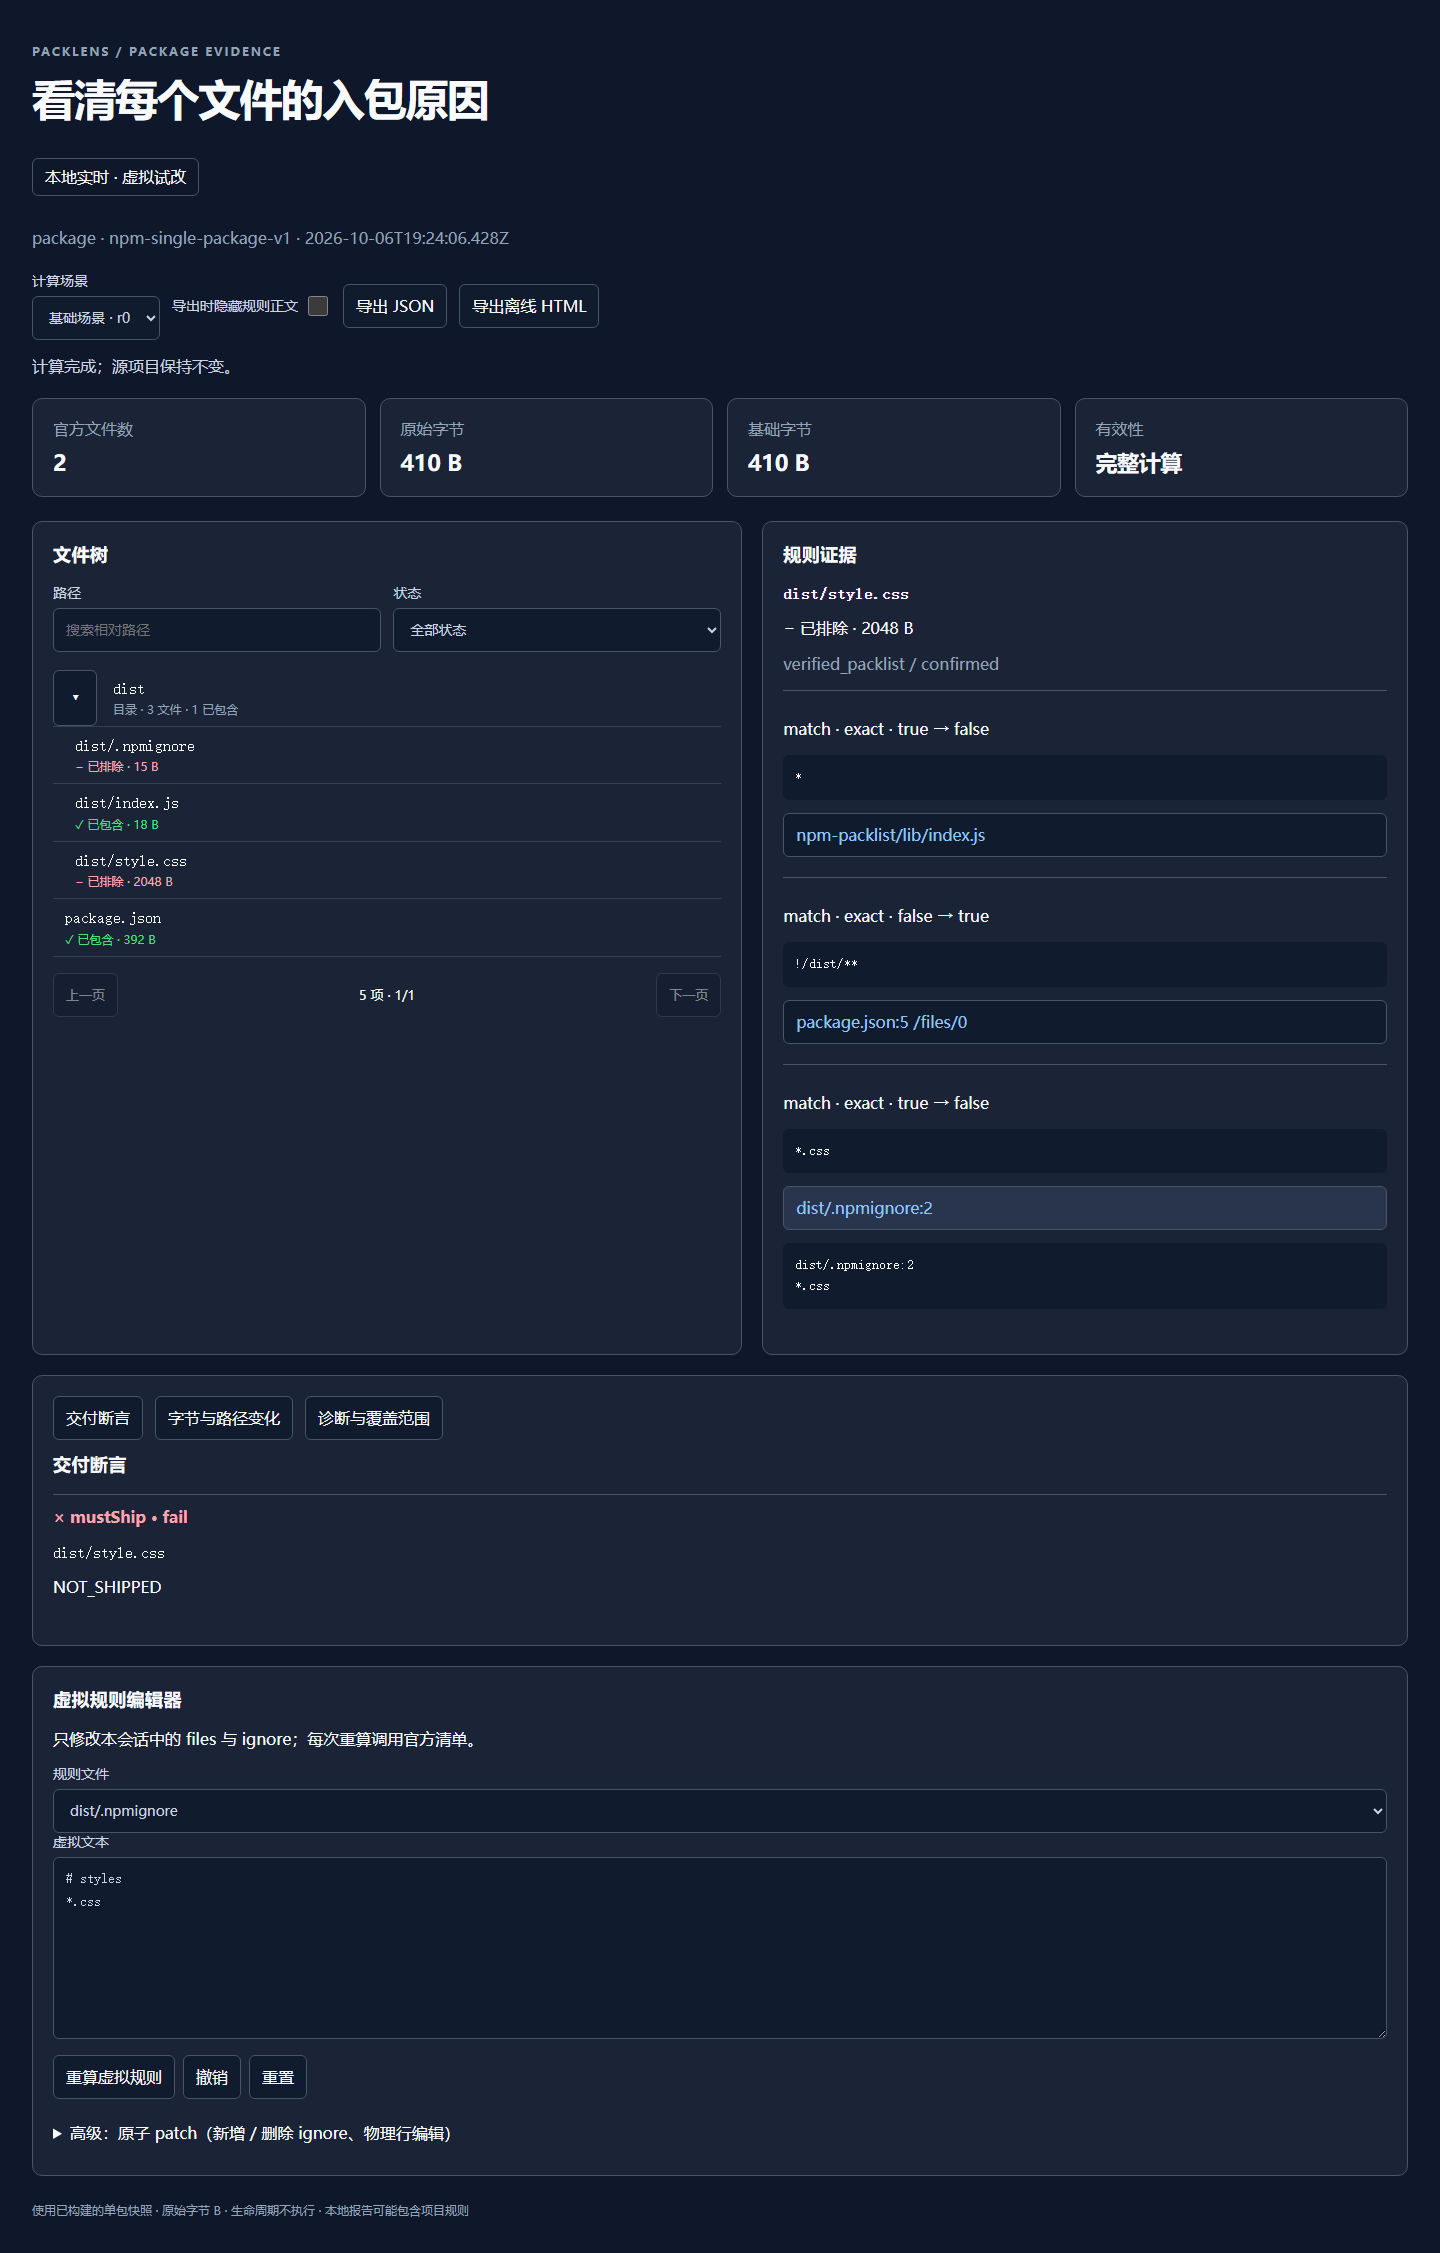 PACKLENS / PACKAGE EVIDENCE
看清每个文件的入包原因
本地实时 · 虚拟试改
package · npm-single-package-v1 · 2026-10-06T19:24:06.428Z
计算场景
基础场景 · r0
导出时隐藏规则正文
导出 JSON
导出离线 HTML
计算完成；源项目保持不变。
官方文件数
2
原始字节
410 B
基础字节
410 B
有效性
完整计算
文件树
路径
状态
搜索相对路径
全部状态
▾
dist
目录 · 3 文件 · 1 已包含
dist/.npmignore
− 已排除 · 15 B
dist/index.js
✓ 已包含 · 18 B
dist/style.css
− 已排除 · 2048 B
package.json
✓ 已包含 · 392 B
上一页
5 项 · 1/1
下一页
规则证据
dist/style.css
− 已排除 · 2048 B
verified_packlist / confirmed
match · exact · true → false
*
npm-packlist/lib/index.js
match · exact · false → true
!/dist/**
package.json:5 /files/0
match · exact · true → false
*.css
dist/.npmignore:2
dist/.npmignore:2
*.css
交付断言
字节与路径变化
诊断与覆盖范围
交付断言
× mustShip • fail
dist/style.css
NOT_SHIPPED
虚拟规则编辑器
只修改本会话中的 files 与 ignore；每次重算调用官方清单。
规则文件
dist/.npmignore
虚拟文本
# styles
*.css
重算虚拟规则
撤销
重置
▶ 高级：原子 patch（新增 / 删除 ignore、物理行编辑）
使用已构建的单包快照 · 原始字节 B · 生命周期不执行 · 本地报告可能包含项目规则